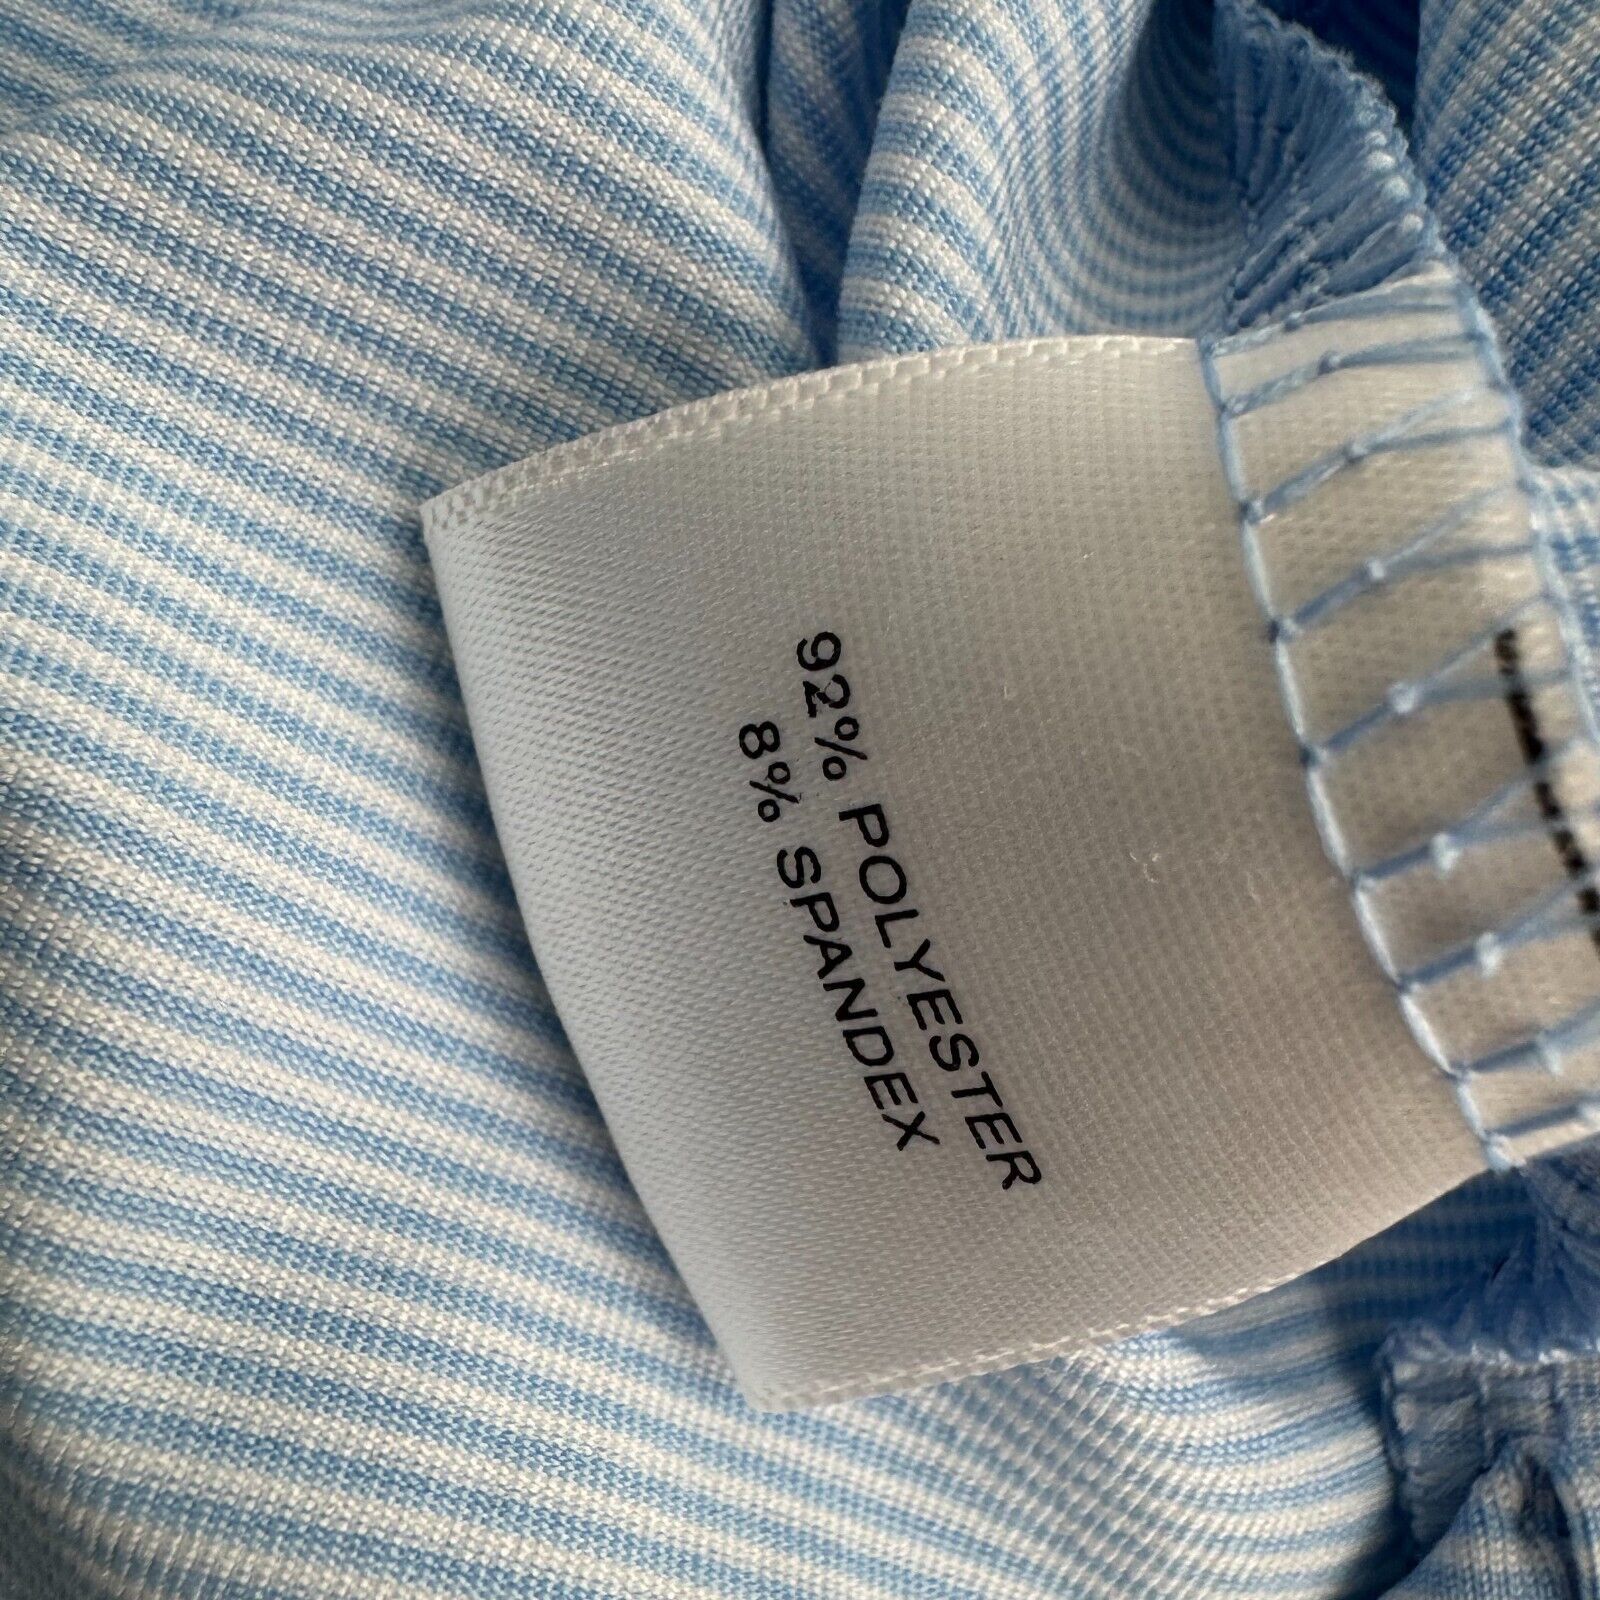 92% POLYESTER
8% SPANDEX